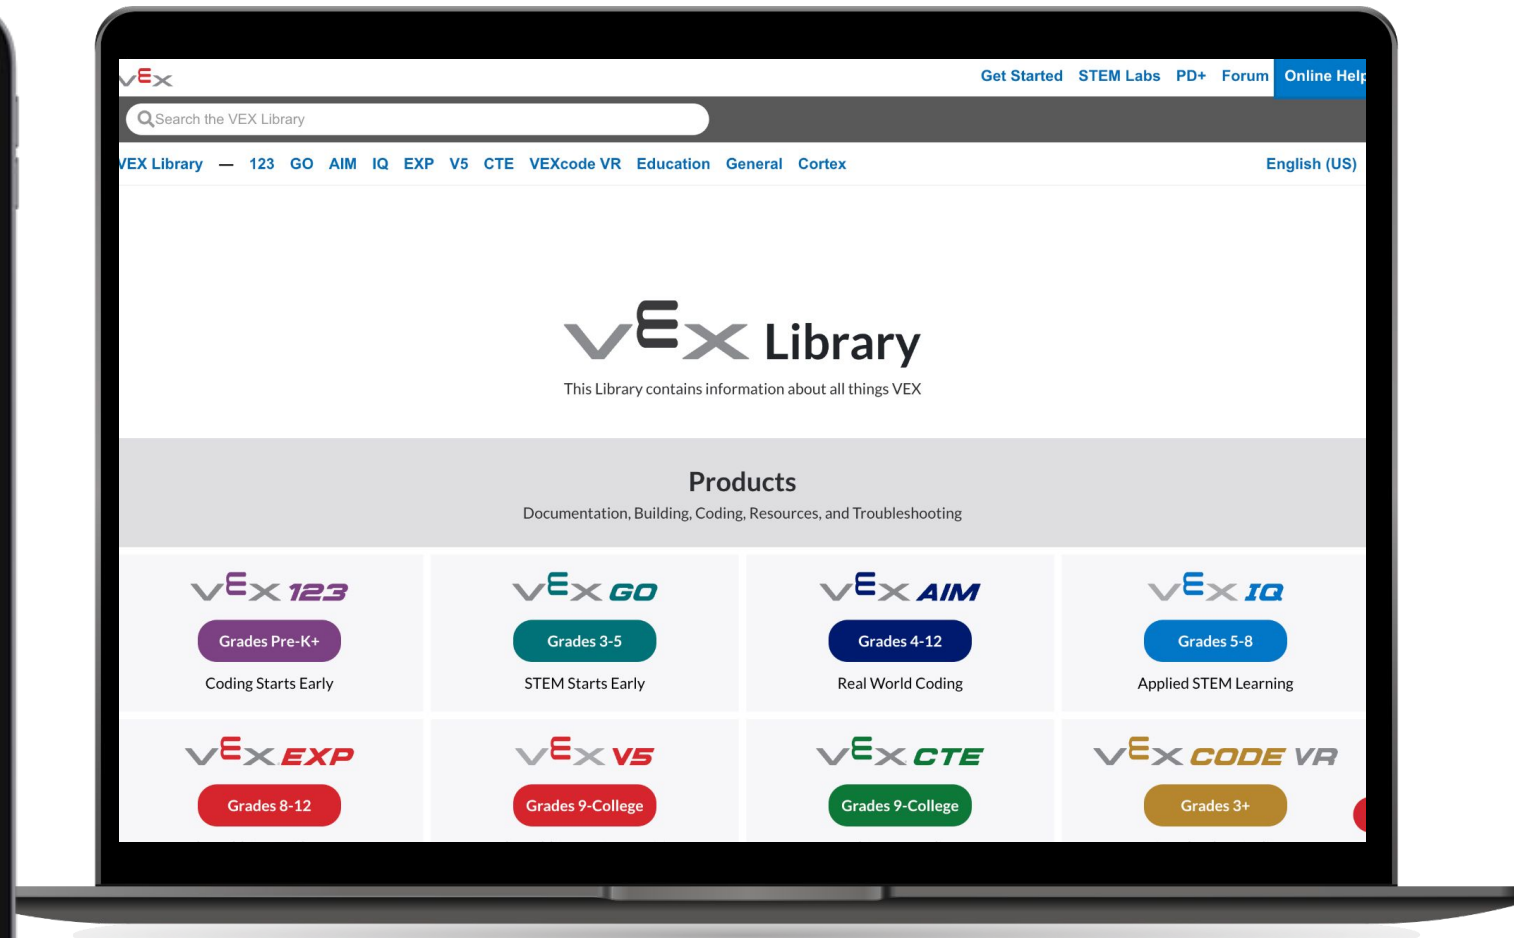 VEX
Get Started STEM Labs PD+ Forum Online Help
Search the VEX Library
VEX Library — 123 GO AIM IQ EXP V5 CTE VEXcode VR Education General Cortex
English (US)
VEX Library
This Library contains information about all things VEX
Products
Documentation, Building, Coding, Resources, and Troubleshooting
VEX 123
Grades Pre-K+
Coding Starts Early
VEX GO
Grades 3-5
STEM Starts Early
VEX AIM
Grades 4-12
Real World Coding
VEX IQ
Grades 5-8
Applied STEM Learning
VEX EXP
Grades 8-12
VEX V5
Grades 9-College
VEX CTE
Grades 9-College
VEX CODE VR
Grades 3+